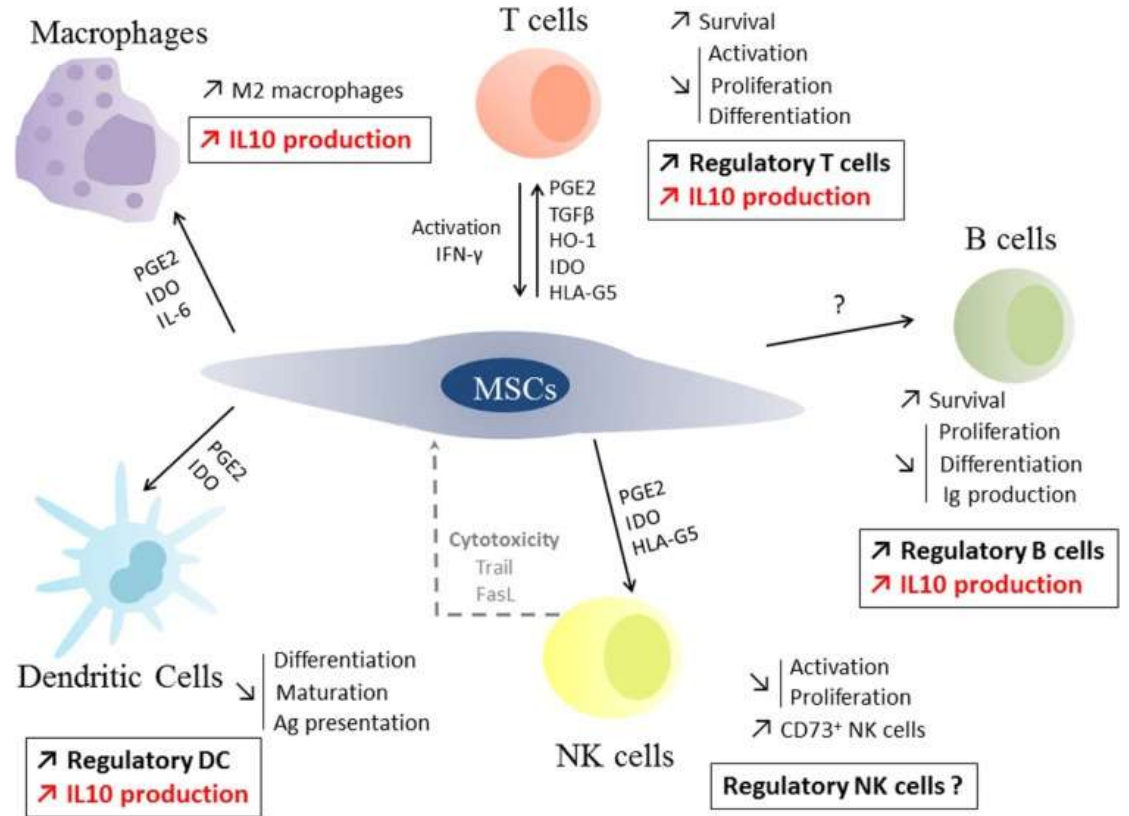 Macrophages
↗ M2 macrophages
↗ IL10 production
T cells
↗ Survival
Activation
↘ Proliferation
Differentiation
↗ Regulatory T cells
↗ IL10 production
Activation
IFN-γ
PGE2
TGFβ
HO-1
IDO
HLA-G5
PGE2
IDO
IL-6
B cells
?
↗ Survival
Proliferation
↘ Differentiation
Ig production
↗ Regulatory B cells
↗ IL10 production
MSCs
PGE2
IDO
PGE2
IDO
HLA-G5
Cytotoxicity
Trail
FasL
Dendritic Cells
Differentiation
↘ Maturation
Ag presentation
↗ Regulatory DC
↗ IL10 production
NK cells
Activation
↘ Proliferation
↗ CD73⁺ NK cells
Regulatory NK cells ?